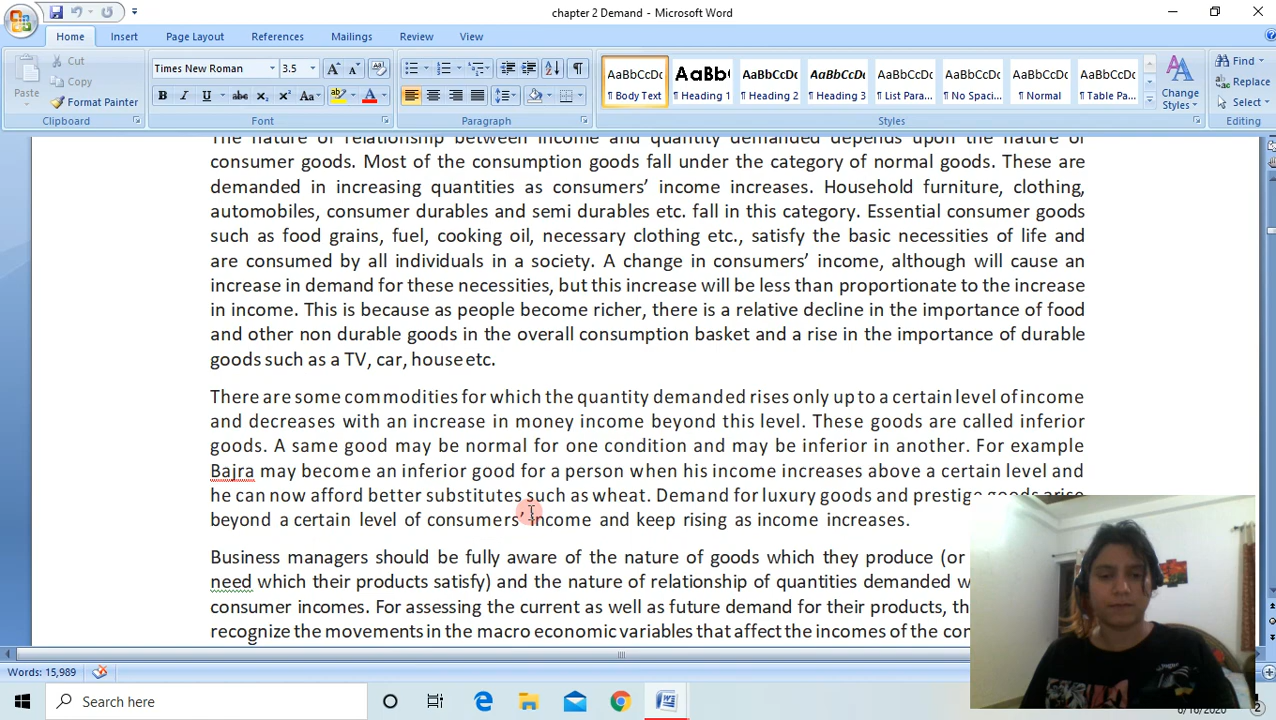 chapter 2 Demand - Microsoft Word
Home Insert Page Layout References Mailings Review View
Paste Cut Copy Format Painter Clipboard
Times New Roman 3.5 Font
Paragraph
AaBbCcDc ¶ Body Text AaBb( Heading 1 AaBbCcDc Heading 2 AaBbCcDc Heading 3 AaBbCcDc ¶ List Para... AaBbCcDc ¶ No Spaci... AaBbCcDc ¶ Normal AaBbCcDc ¶ Table Pa... Change Styles Styles
Find Replace Select Editing
The nature of relationship between income and quantity demanded depends upon the nature of
consumer goods. Most of the consumption goods fall under the category of normal goods. These are
demanded in increasing quantities as consumers’ income increases. Household furniture, clothing,
automobiles, consumer durables and semi durables etc. fall in this category. Essential consumer goods
such as food grains, fuel, cooking oil, necessary clothing etc., satisfy the basic necessities of life and
are consumed by all individuals in a society. A change in consumers’ income, although will cause an
increase in demand for these necessities, but this increase will be less than proportionate to the increase
in income. This is because as people become richer, there is a relative decline in the importance of food
and other non durable goods in the overall consumption basket and a rise in the importance of durable
goods such as a TV, car, house etc.
There are some commodities for which the quantity demanded rises only up to a certain level of income
and decreases with an increase in money income beyond this level. These goods are called inferior
goods. A same good may be normal for one condition and may be inferior in another. For example
Bajra may become an inferior good for a person when his income increases above a certain level and
he can now afford better substitutes such as wheat. Demand for luxury goods and prestige goods arise
beyond a certain level of consumers’ income and keep rising as income increases.
Business managers should be fully aware of the nature of goods which they produce (or
need which their products satisfy) and the nature of relationship of quantities demanded
consumer incomes. For assessing the current as well as future demand for their products,
recognize the movements in the macro economic variables that affect the incomes of the
Words: 15,989
Type here